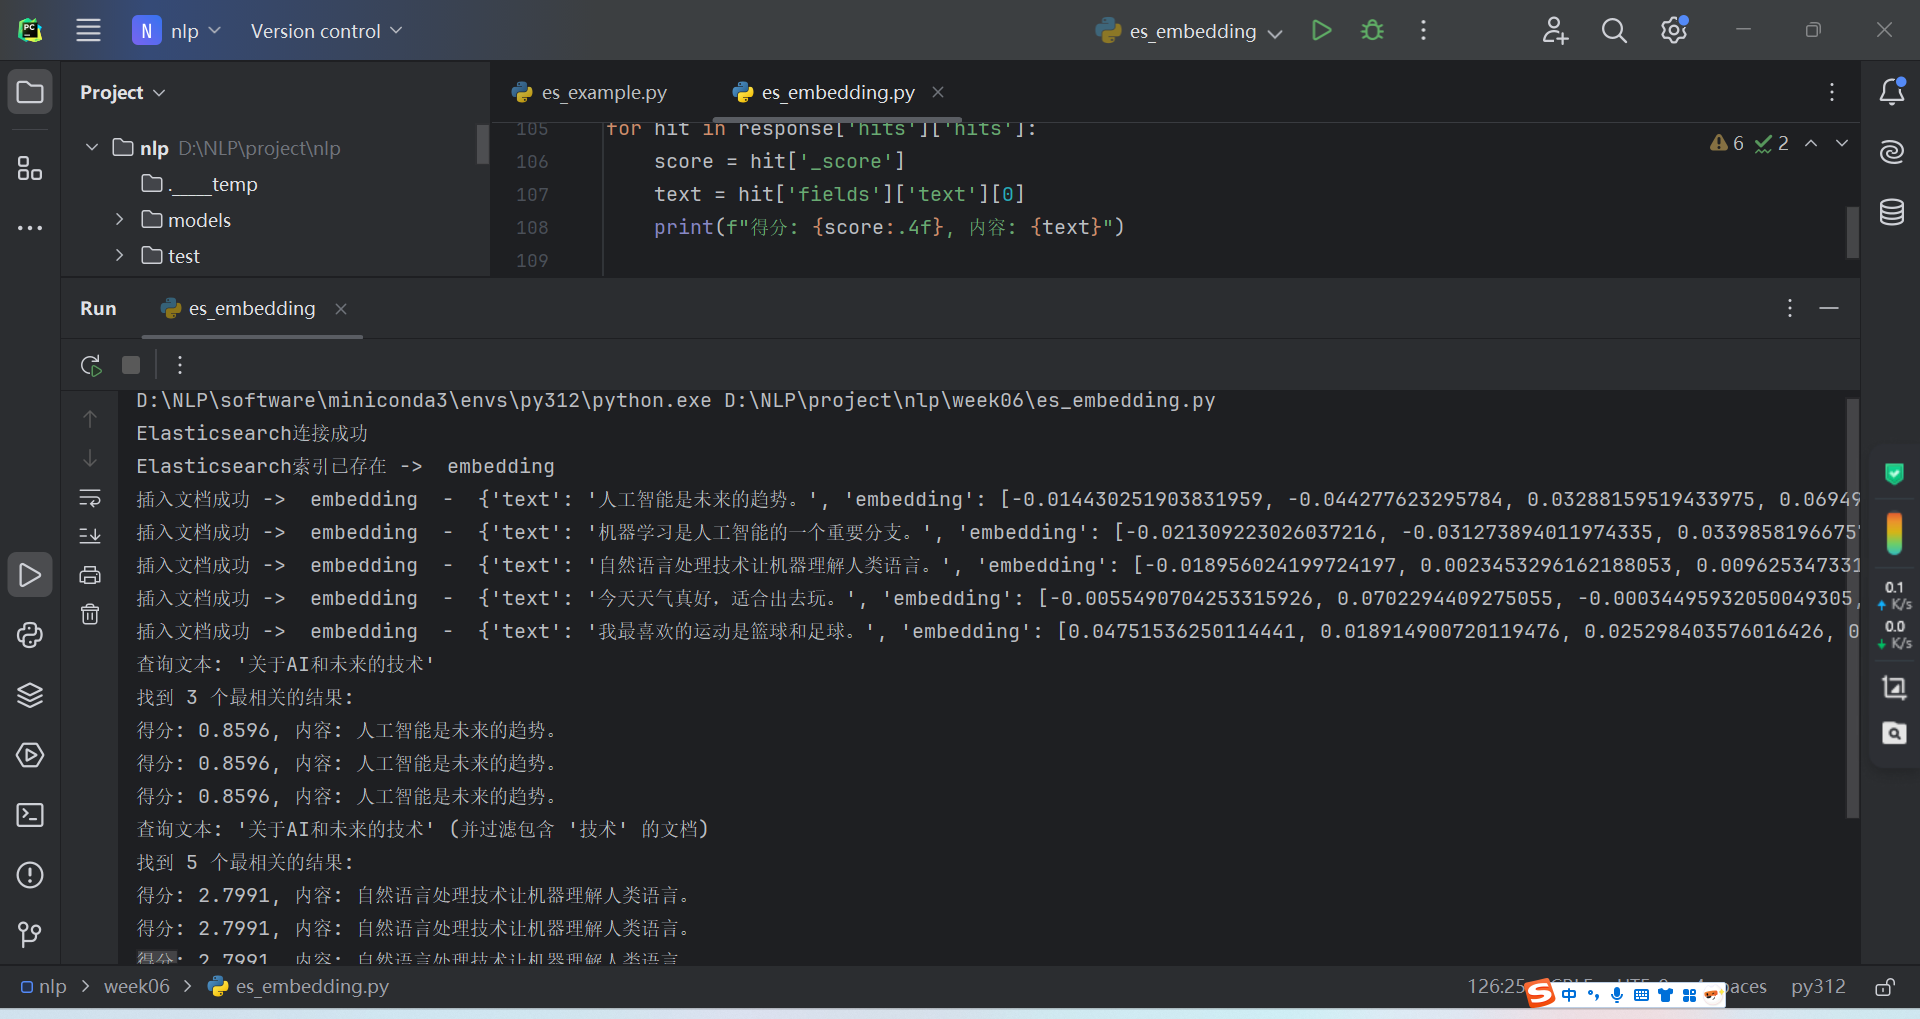 N nlp Version control es_embedding
Project
es_example.py es_embedding.py
nlp D:\NLP\project\nlp
.____temp
models
test
105 for hit in response['hits']['hits']:
106 score = hit['_score']
107 text = hit['fields']['text'][0]
108 print(f"得分: {score:.4f}, 内容: {text}")
109
6 2
Run es_embedding
D:\NLP\software\miniconda3\envs\py312\python.exe D:\NLP\project\nlp\week06\es_embedding.py
Elasticsearch连接成功
Elasticsearch索引已存在 -> embedding
插入文档成功 -> embedding - {'text': '人工智能是未来的趋势。', 'embedding': [-0.014430251903831959, -0.044277623295784, 0.03288159519433975, 0.06949
插入文档成功 -> embedding - {'text': '机器学习是人工智能的一个重要分支。', 'embedding': [-0.021309223026037216, -0.031273894011974335, 0.03398581966757
插入文档成功 -> embedding - {'text': '自然语言处理技术让机器理解人类语言。', 'embedding': [-0.018956024199724197, 0.0023453296162188053, 0.009625347331
插入文档成功 -> embedding - {'text': '今天天气真好，适合出去玩。', 'embedding': [-0.0055490704253315926, 0.0702294409275055, -0.00034495932050049305,
插入文档成功 -> embedding - {'text': '我最喜欢的运动是篮球和足球。', 'embedding': [0.04751536250114441, 0.018914900720119476, 0.025298403576016426, 0
查询文本: '关于AI和未来的技术'
找到 3 个最相关的结果:
得分: 0.8596, 内容: 人工智能是未来的趋势。
得分: 0.8596, 内容: 人工智能是未来的趋势。
得分: 0.8596, 内容: 人工智能是未来的趋势。
查询文本: '关于AI和未来的技术' (并过滤包含 '技术' 的文档)
找到 5 个最相关的结果:
得分: 2.7991, 内容: 自然语言处理技术让机器理解人类语言。
得分: 2.7991, 内容: 自然语言处理技术让机器理解人类语言。
得分: 2.7991, 内容: 自然语言处理技术让机器理解人类语言
0.1
K/s
0.0
K/s
nlp > week06 > es_embedding.py
126:25 paces py312
S 中